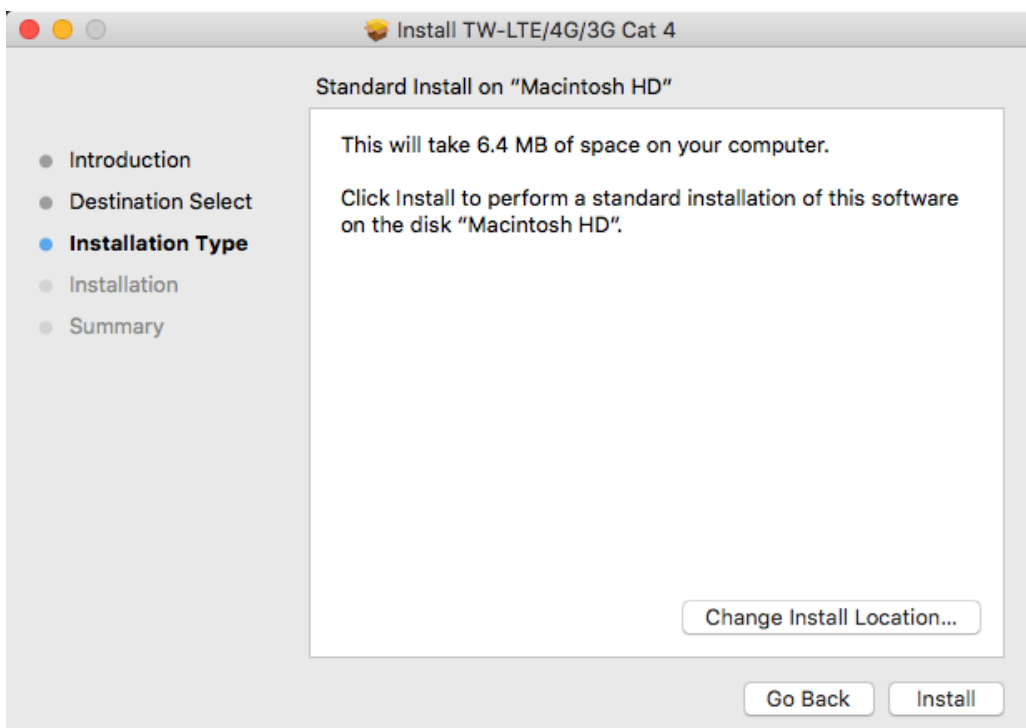 Install TW-LTE/4G/3G Cat 4
Standard Install on “Macintosh HD”
Introduction
Destination Select
Installation Type
Installation
Summary
This will take 6.4 MB of space on your computer.
Click Install to perform a standard installation of this software
on the disk “Macintosh HD”.
Change Install Location...
Go Back
Install